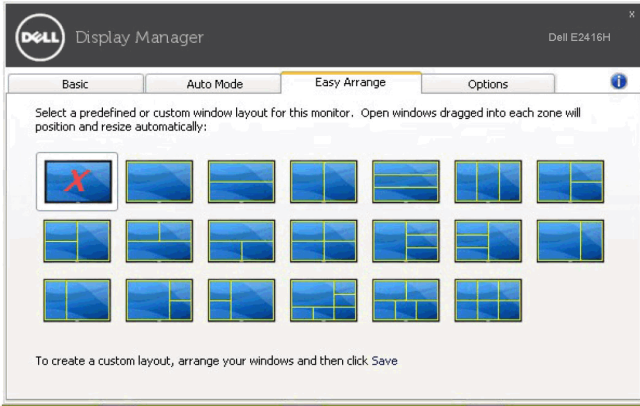 x
DELL Display Manager
Dell E2416H
Basic Auto Mode Easy Arrange Options i
Select a predefined or custom window layout for this monitor. Open windows dragged into each zone will
position and resize automatically:
X
To create a custom layout, arrange your windows and then click Save